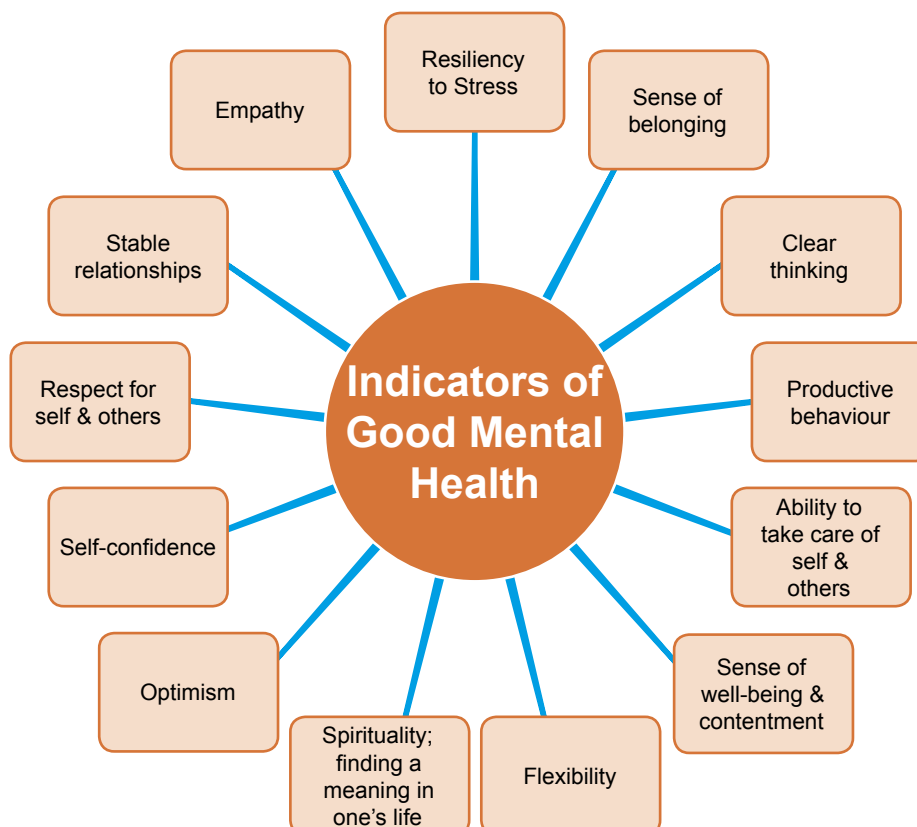 Indicators of
Good Mental
Health
Resiliency
to Stress
Sense of
belonging
Clear
thinking
Productive
behaviour
Ability to
take care of
self &
others
Sense of
well-being &
contentment
Flexibility
Spirituality;
finding a
meaning in
one’s life
Optimism
Self-confidence
Respect for
self & others
Stable
relationships
Empathy